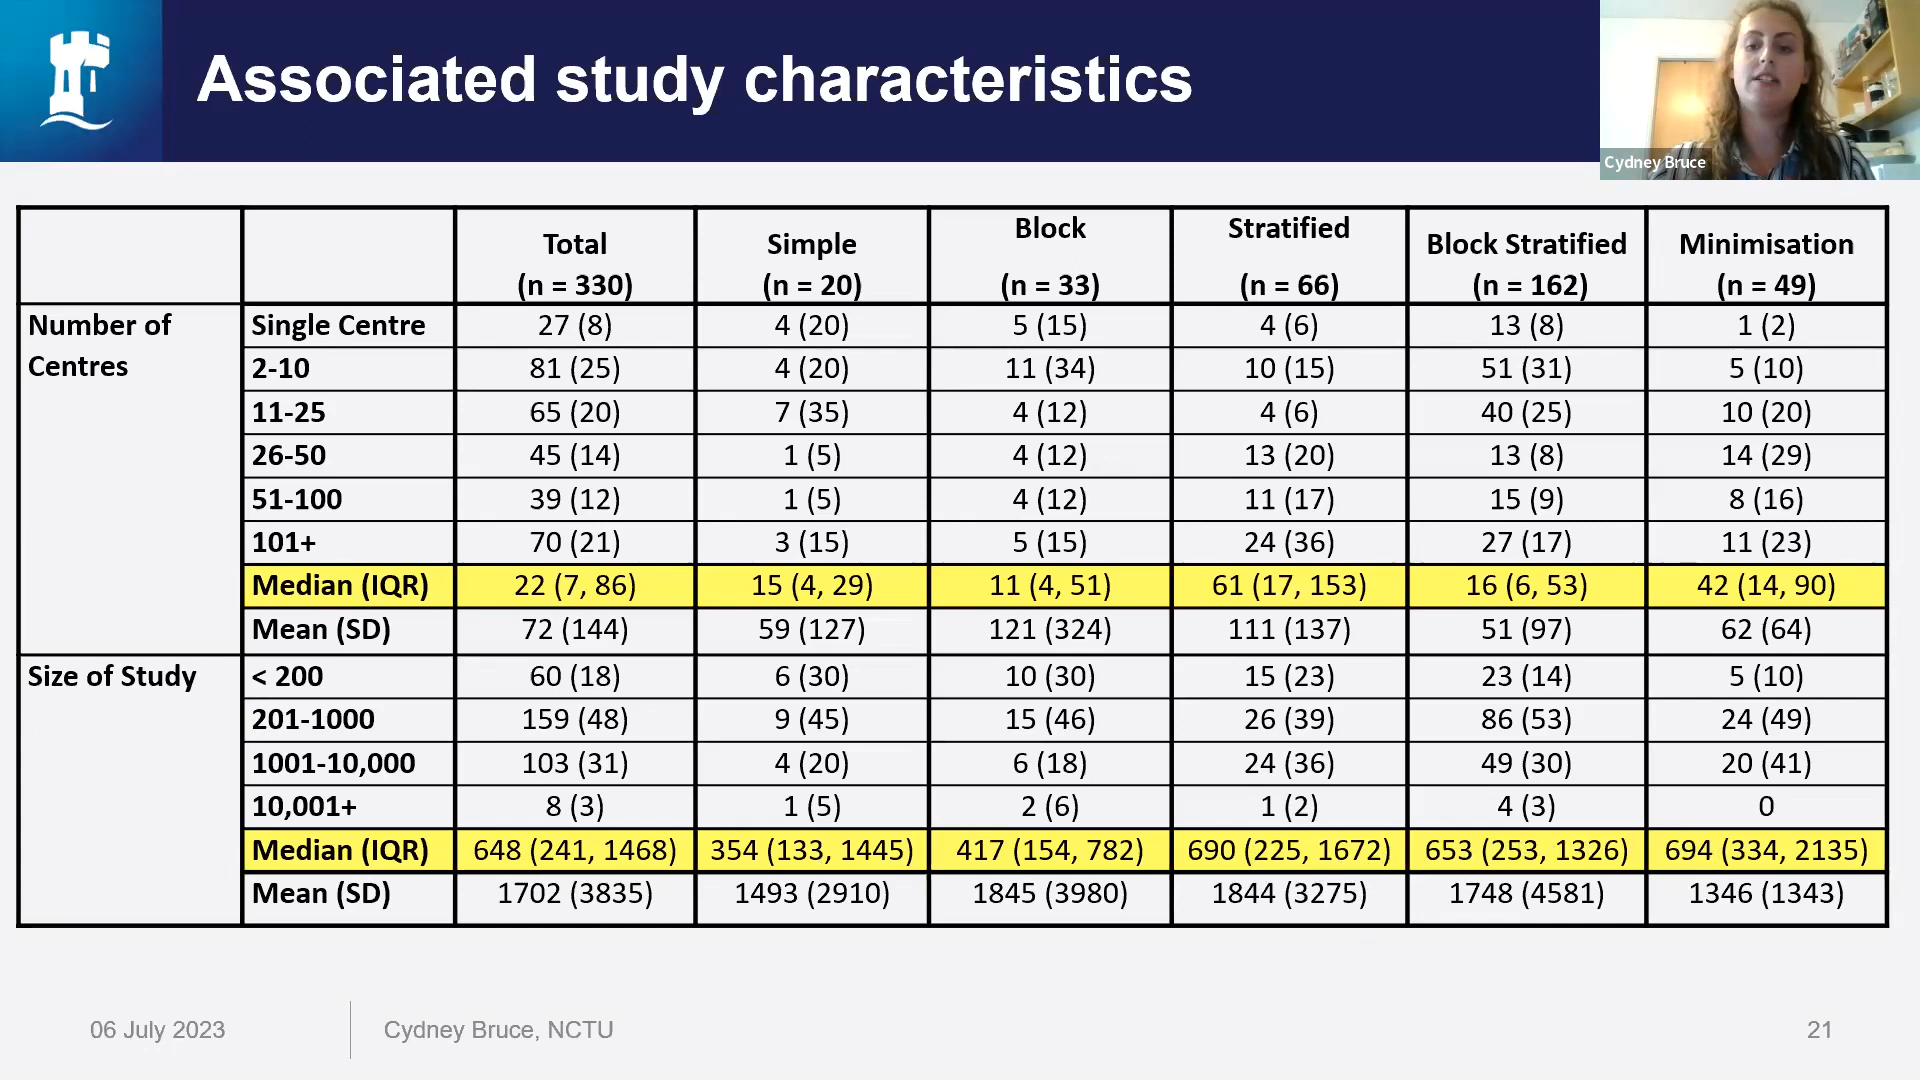 Associated study characteristics
Cydney Bruce
Total (n = 330) Simple (n = 20) Block (n = 33) Stratified (n = 66) Block Stratified (n = 162) Minimisation (n = 49)
Number of Centres Single Centre 27 (8) 4 (20) 5 (15) 4 (6) 13 (8) 1 (2)
2-10 81 (25) 4 (20) 11 (34) 10 (15) 51 (31) 5 (10)
11-25 65 (20) 7 (35) 4 (12) 4 (6) 40 (25) 10 (20)
26-50 45 (14) 1 (5) 4 (12) 13 (20) 13 (8) 14 (29)
51-100 39 (12) 1 (5) 4 (12) 11 (17) 15 (9) 8 (16)
101+ 70 (21) 3 (15) 5 (15) 24 (36) 27 (17) 11 (23)
Median (IQR) 22 (7, 86) 15 (4, 29) 11 (4, 51) 61 (17, 153) 16 (6, 53) 42 (14, 90)
Mean (SD) 72 (144) 59 (127) 121 (324) 111 (137) 51 (97) 62 (64)
Size of Study < 200 60 (18) 6 (30) 10 (30) 15 (23) 23 (14) 5 (10)
201-1000 159 (48) 9 (45) 15 (46) 26 (39) 86 (53) 24 (49)
1001-10,000 103 (31) 4 (20) 6 (18) 24 (36) 49 (30) 20 (41)
10,001+ 8 (3) 1 (5) 2 (6) 1 (2) 4 (3) 0
Median (IQR) 648 (241, 1468) 354 (133, 1445) 417 (154, 782) 690 (225, 1672) 653 (253, 1326) 694 (334, 2135)
Mean (SD) 1702 (3835) 1493 (2910) 1845 (3980) 1844 (3275) 1748 (4581) 1346 (1343)
06 July 2023 Cydney Bruce, NCTU 21